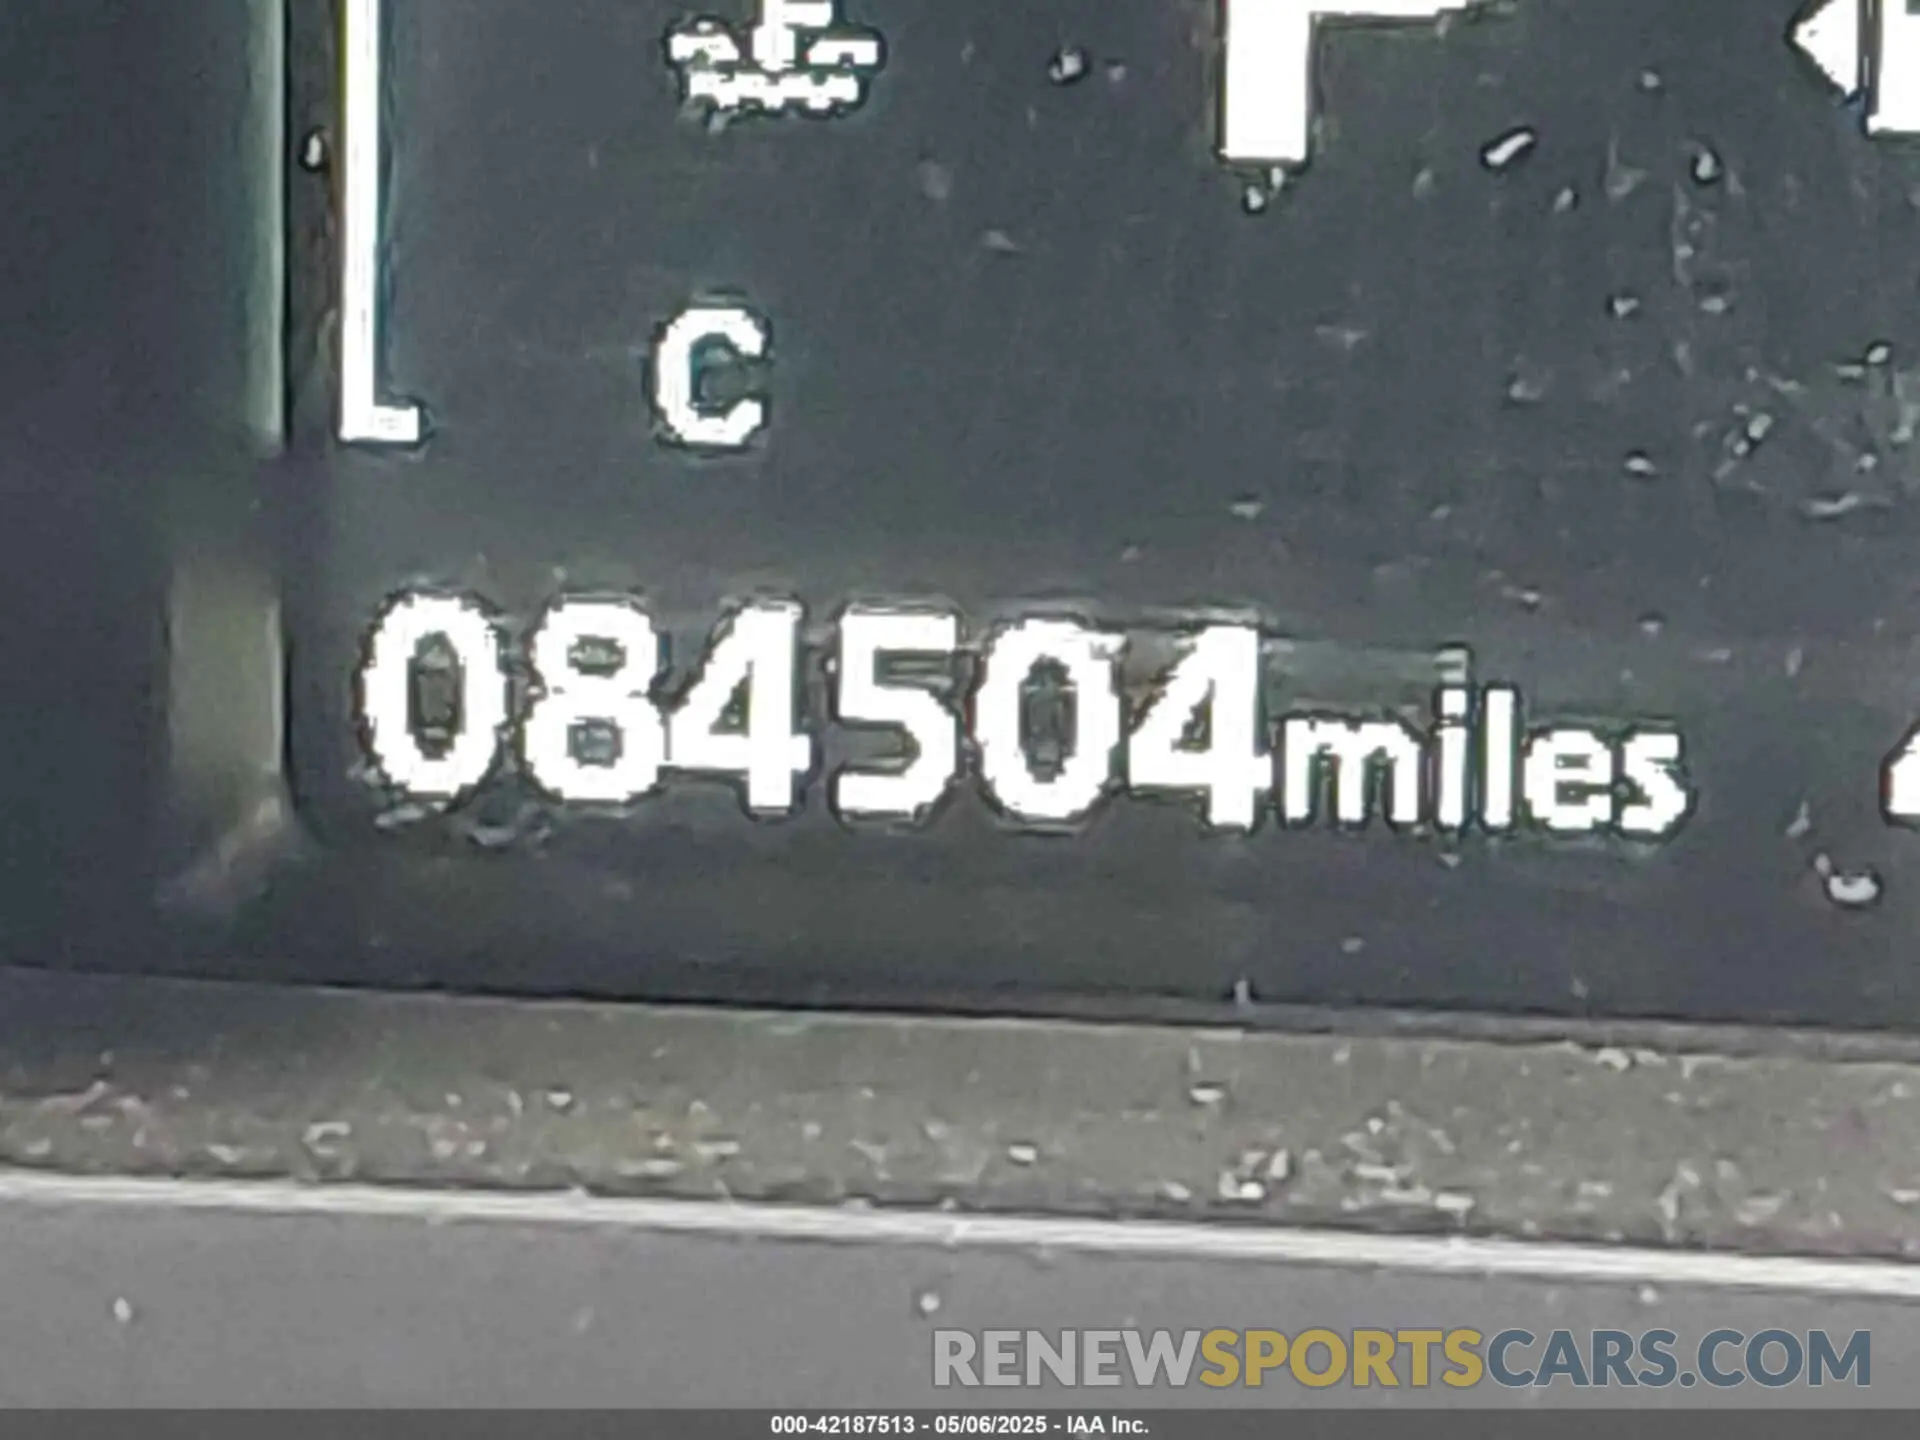 C
084504miles
RENEWSPORTSCARS.COM
000-42187513 - 05/06/2025 - IAA Inc.